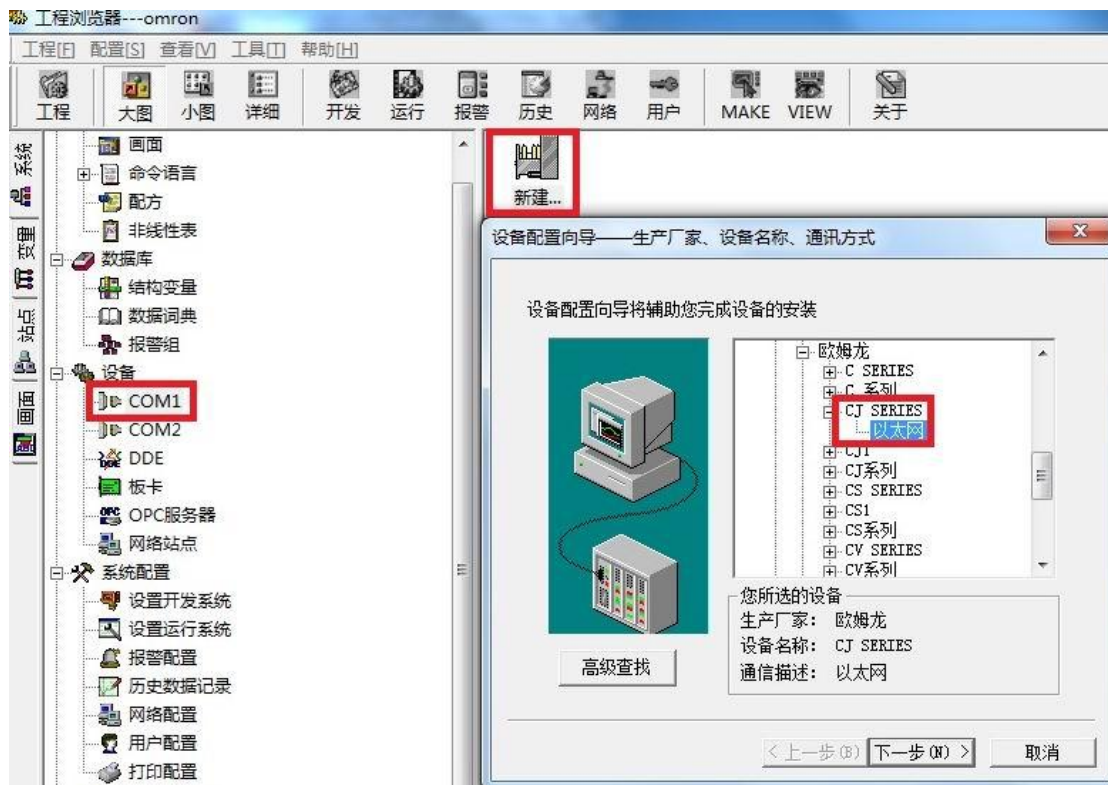 工程浏览器---omron
工程[F] 配置[S] 查看[V] 工具[T] 帮助[H]
工程 大图 小图 详细 开发 运行 报警 历史 网络 用户 MAKE VIEW 关于
系统
变量
站点
画面
画面
命令语言
配方
非线性表
数据库
结构变量
数据词典
报警组
设备
COM1
COM2
DDE
板卡
OPC服务器
网络站点
系统配置
设置开发系统
设置运行系统
报警配置
历史数据记录
网络配置
用户配置
打印配置
新建...
设备配置向导——生产厂家、设备名称、通讯方式
设备配置向导将辅助您完成设备的安装
欧姆龙
C SERIES
C 系列
CJ SERIES
以太网
CJ1
CJ系列
CS SERIES
CS1
CS系列
CV SERIES
CV系列
高级查找
您所选的设备
生产厂家: 欧姆龙
设备名称: CJ SERIES
通信描述: 以太网
< 上一步(B) 下一步(N) > 取消